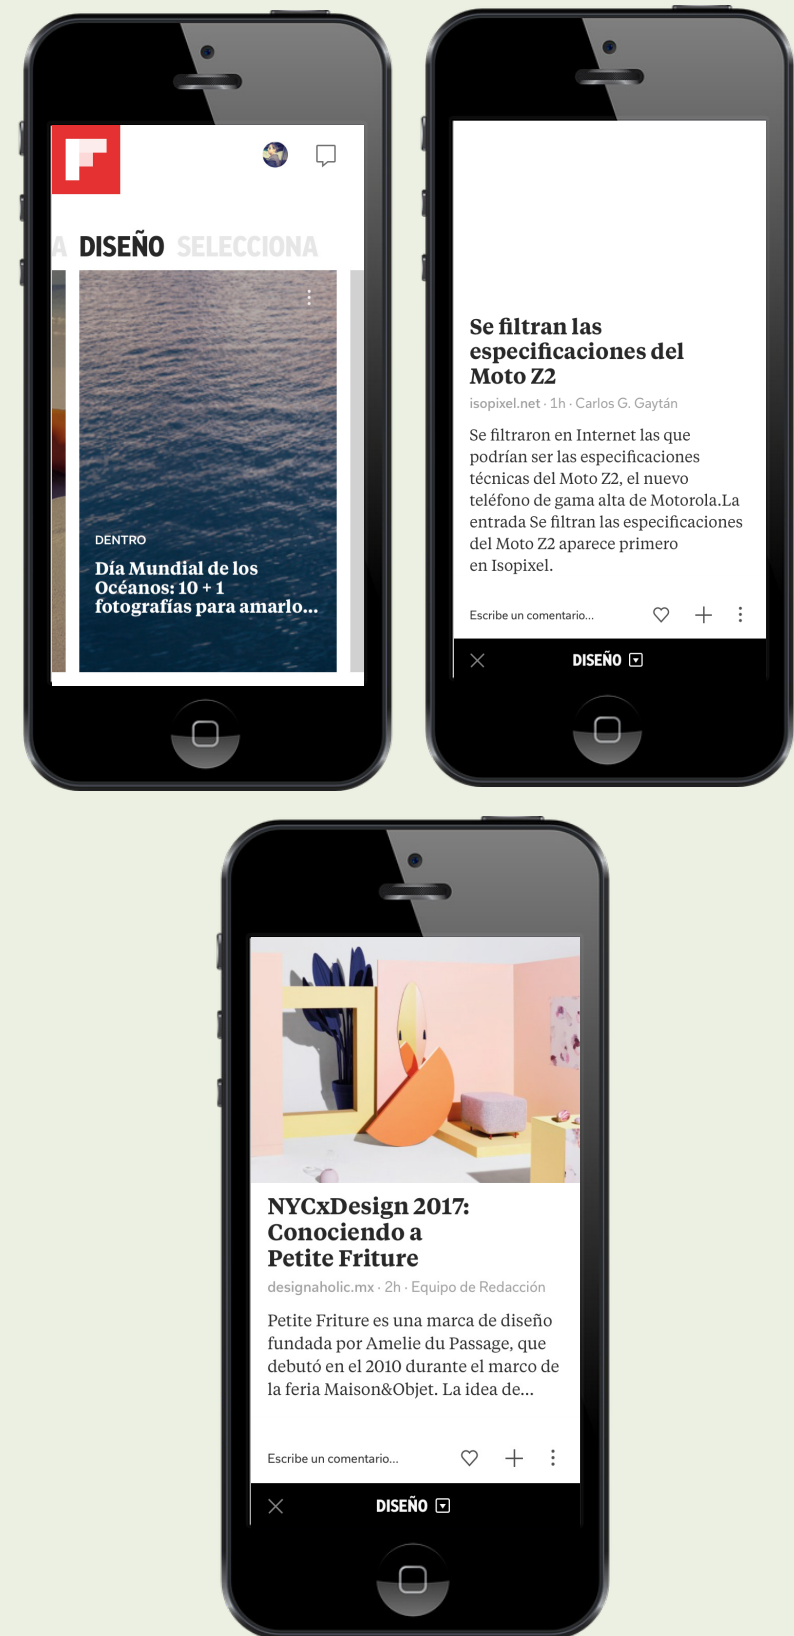 A DISEÑO SELECCIONA
DENTRO
Día Mundial de los
Océanos: 10 + 1
fotografías para amarlo...
Se filtran las
especificaciones del
Moto Z2
isopixel.net · 1h · Carlos G. Gaytán
Se filtraron en Internet las que
podrían ser las especificaciones
técnicas del Moto Z2, el nuevo
teléfono de gama alta de Motorola.La
entrada Se filtran las especificaciones
del Moto Z2 aparece primero
en Isopixel.
Escribe un comentario...
DISEÑO
NYCxDesign 2017:
Conociendo a
Petite Friture
designaholic.mx · 2h · Equipo de Redacción
Petite Friture es una marca de diseño
fundada por Amelie du Passage, que
debutó en el 2010 durante el marco de
la feria Maison&Objet. La idea de...
Escribe un comentario...
DISEÑO